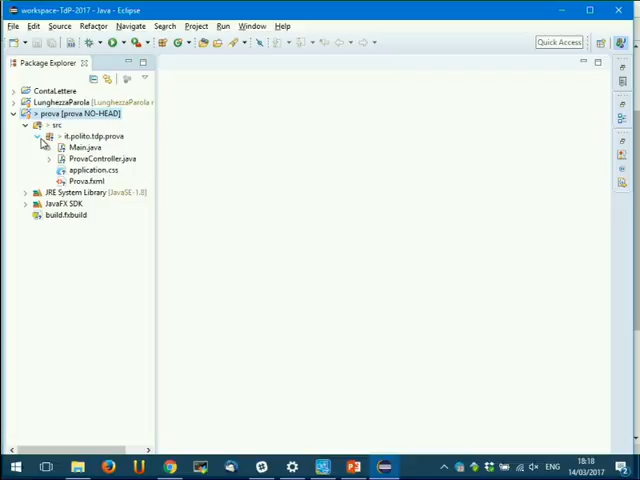 workspace-TdP-2017 - Java - Eclipse
File Edit Source Refactor Navigate Search Project Run Window Help
Quick Access
Package Explorer
ContaLettere
LunghezzaParola [LunghezzaParola m
> prova [prova NO-HEAD]
> src
> it.polito.tdp.prova
Main.java
ProvaController.java
application.css
Prova.fxml
JRE System Library [JavaSE-1.8]
JavaFX SDK
build.fxbuild
ENG
18:18
14/03/2017